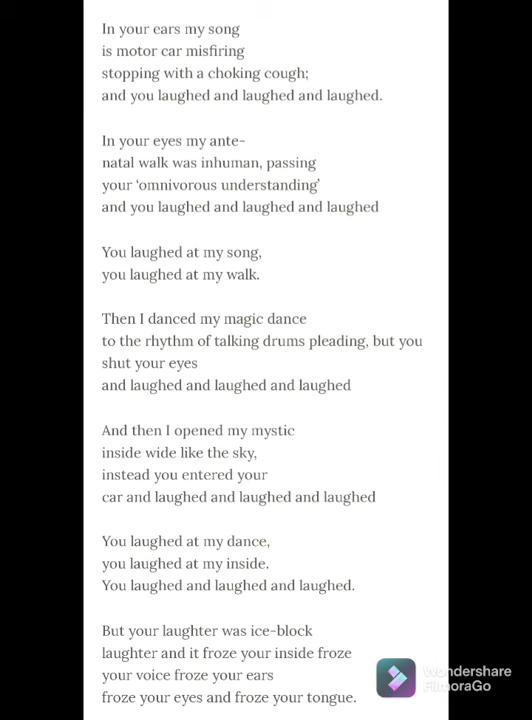 In your ears my song
is motor car misfiring
stopping with a choking cough;
and you laughed and laughed and laughed.
In your eyes my ante-
natal walk was inhuman, passing
your ‘omnivorous understanding’
and you laughed and laughed and laughed
You laughed at my song,
you laughed at my walk.
Then I danced my magic dance
to the rhythm of talking drums pleading, but you
shut your eyes
and laughed and laughed and laughed
And then I opened my mystic
inside wide like the sky,
instead you entered your
car and laughed and laughed and laughed
You laughed at my dance,
you laughed at my inside.
You laughed and laughed and laughed.
But your laughter was ice-block
laughter and it froze your inside froze
your voice froze your ears
froze your eyes and froze your tongue.
Wondershare
FilmoraGo